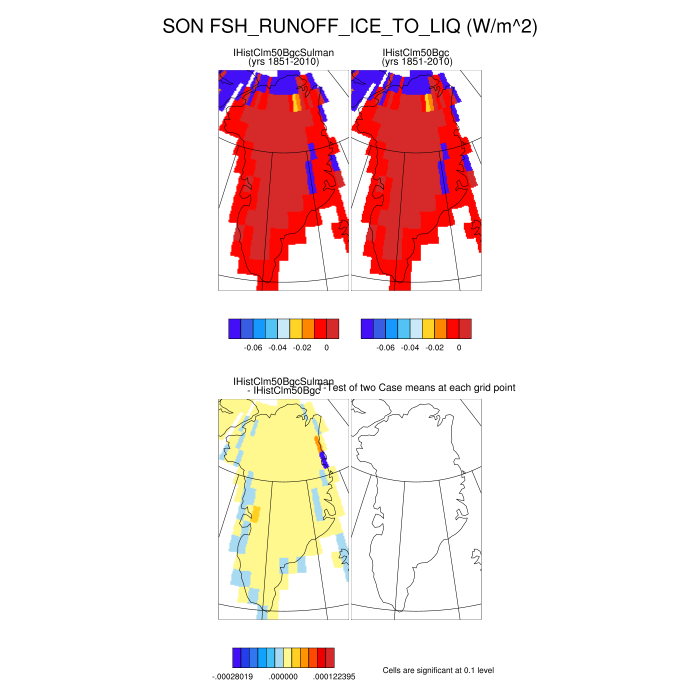 SON FSH_RUNOFF_ICE_TO_LIQ (W/m^2)
IHistClm50BgcSulman
(yrs 1851-2010)
IHistClm50Bgc
(yrs 1851-2010)
-0.06 -0.04 -0.02 0
-0.06 -0.04 -0.02 0
IHistClm50BgcSulman
- IHistClm50Bgc
T-Test of two Case means at each grid point
-.00028019 .000000 .000122395
Cells are significant at 0.1 level